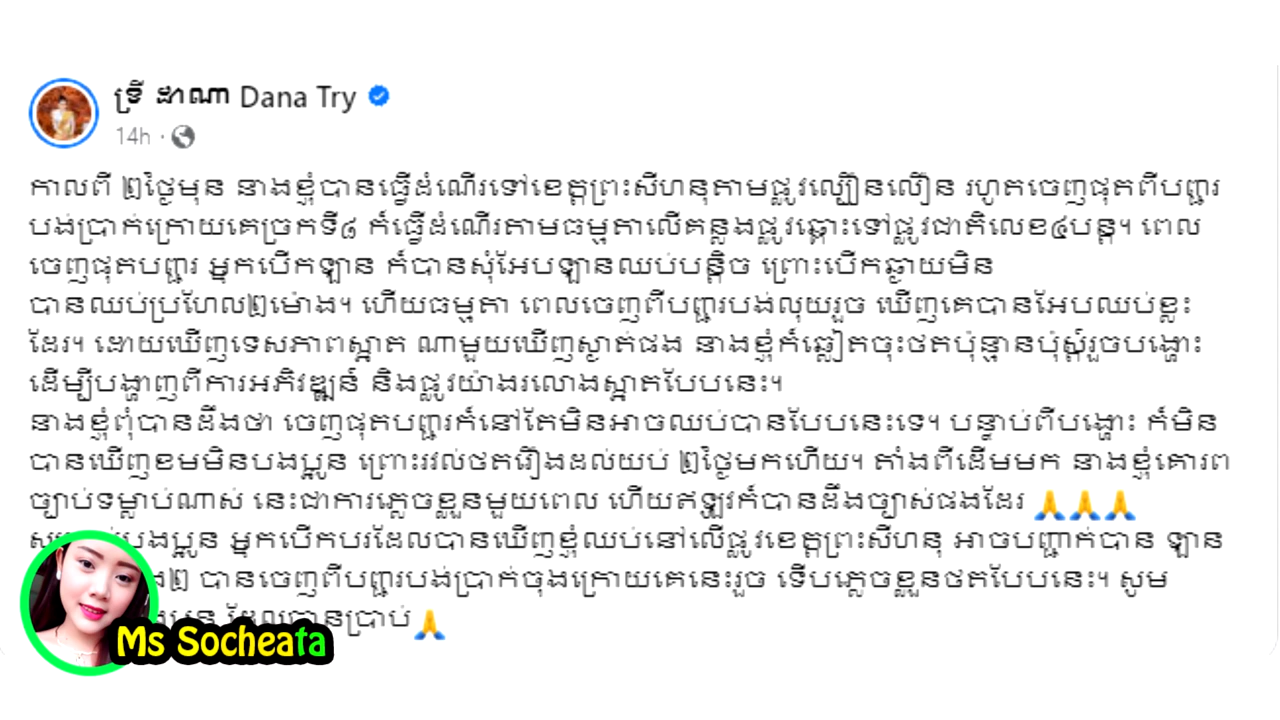 ទ្រី ដាណា Dana Try
14h
កាលពី ២ថ្ងៃមុន នាងខ្ញុំបានធ្វើដំណើរទៅខេត្តព្រះសីហនុតាមផ្លូវល្បឿនលឿន រហូតចេញផុតពីបញ្ជរ
បង់ប្រាក់ក្រោយគេច្រកទី៨ ក៍ធ្វើដំណើរតាមធម្មតាលើគន្លងផ្លូវឆ្ពោះទៅផ្លូវជាតិលេខ៤បន្ត។ ពេល
ចេញផុតបញ្ជរ អ្នកបើកឡាន ក៍បានសុំអែបឡានឈប់បន្តិច ព្រោះបើកឆ្ងាយមិន
បានឈប់ប្រហែល២ម៉ោង។ ហើយធម្មតា ពេលចេញពីបញ្ជរបង់លុយរួច ឃើញគេបានអែបឈប់ខ្លះ
ដែរ។ ដោយឃើញទេសភាពស្អាត ណាមួយឃើញស្ងាត់ផង នាងខ្ញុំក៍ឆ្លៀតចុះថតប៉ុន្មានប៉ុស្តិ៍រួចបង្ហោះ
ដើម្បីបង្ហាញពីការអភិវឌ្ឍន៍ និងផ្លូវយ៉ាងរលោងស្អាតបែបនេះ។
នាងខ្ញុំពុំបានដឹងថា ចេញផុតបញ្ជរក៍នៅតែមិនអាចឈប់បានបែបនេះទេ។ បន្ទាប់ពីបង្ហោះ ក៍មិន
បានឃើញខមមិនបងប្អូន ព្រោះរវល់ថតរឿងដល់យប់ ២ថ្ងៃមកហើយ។ តាំងពីដើមមក នាងខ្ញុំគោរព
ច្បាប់ទម្លាប់ណាស់ នេះជាការភ្លេចខ្លួនមួយពេល ហើយឥឡូវក៍បានដឹងច្បាស់ផងដែរ 🙏🙏🙏
បងប្អូន អ្នកបើកបរដែលបានឃើញខ្ញុំឈប់នៅលើផ្លូវខេត្តព្រះសីហនុ អាចបញ្ជាក់បាន ឡាន
២ បានចេញពីបញ្ជរបង់ប្រាក់ចុងក្រោយគេនេះរួច ទើបភ្លេចខ្លួនថតបែបនេះ។ សូម
ដែលបានប្រាប់🙏
Ms Socheata